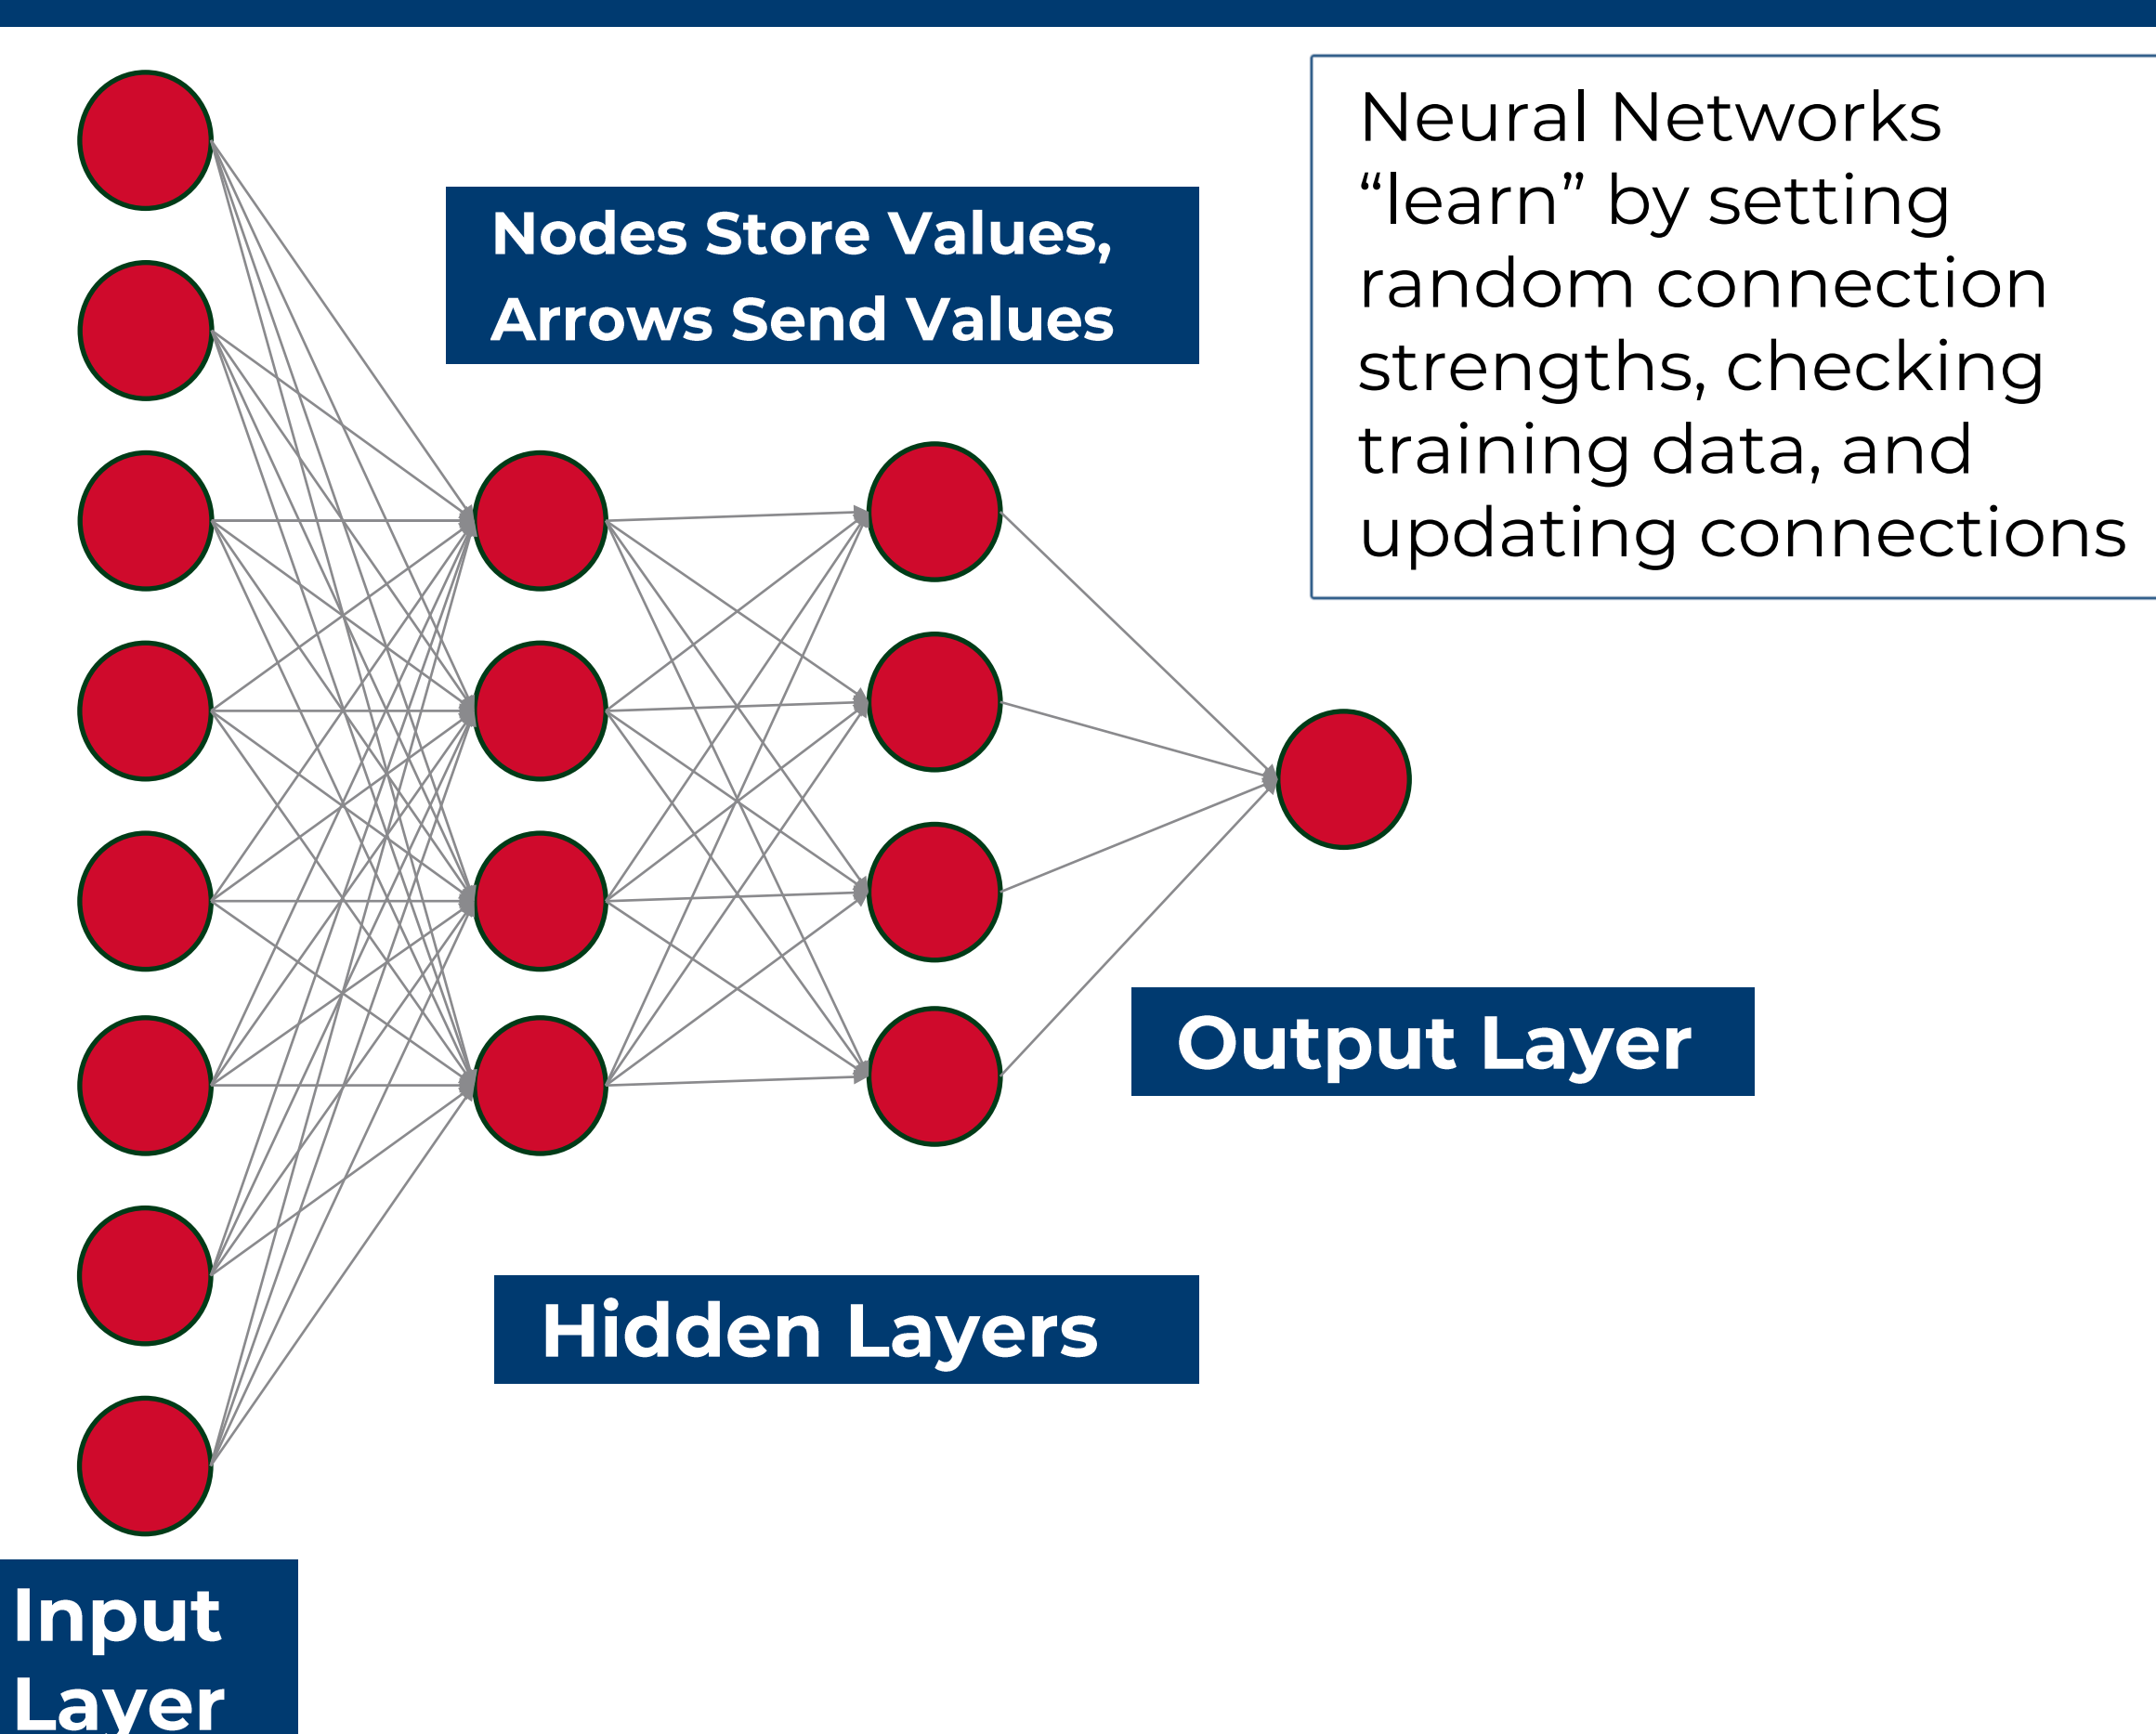 Neural Networks
“learn” by setting
random connection
strengths, checking
training data, and
updating connections
Nodes Store Values,
Arrows Send Values
Output Layer
Hidden Layers
Input
Layer